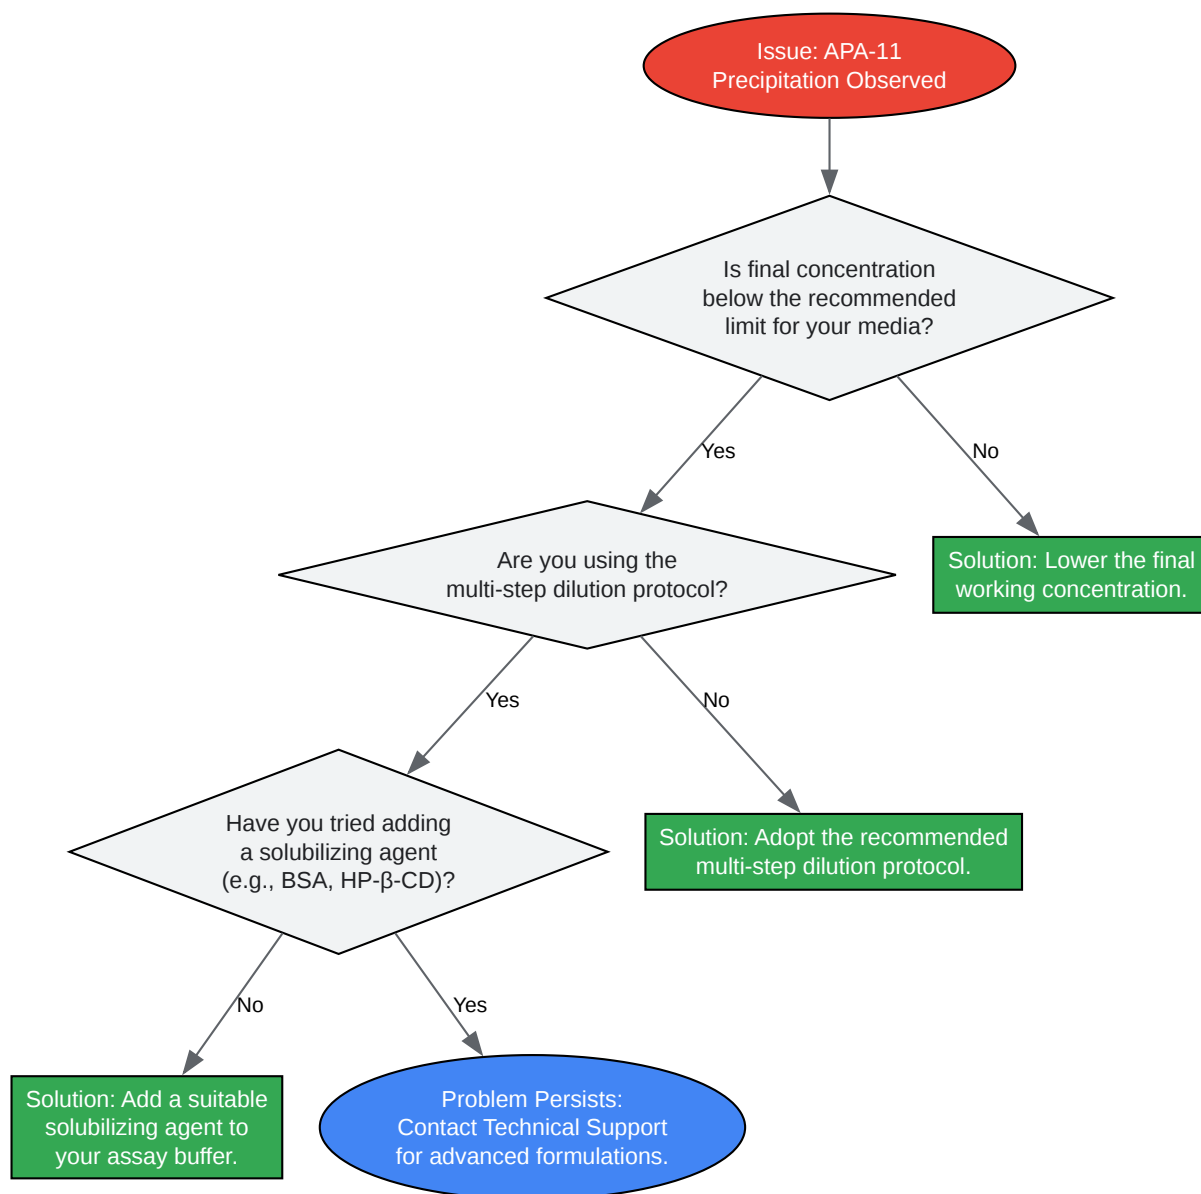 Issue: APA-11
Precipitation Observed
Is final concentration
below the recommended
limit for your media?
Yes
No
Are you using the
multi-step dilution protocol?
Solution: Lower the final
working concentration.
Yes
No
Have you tried adding
a solubilizing agent
(e.g., BSA, HP-β-CD)?
Solution: Adopt the recommended
multi-step dilution protocol.
No
Yes
Solution: Add a suitable
solubilizing agent to
your assay buffer.
Problem Persists:
Contact Technical Support
for advanced formulations.